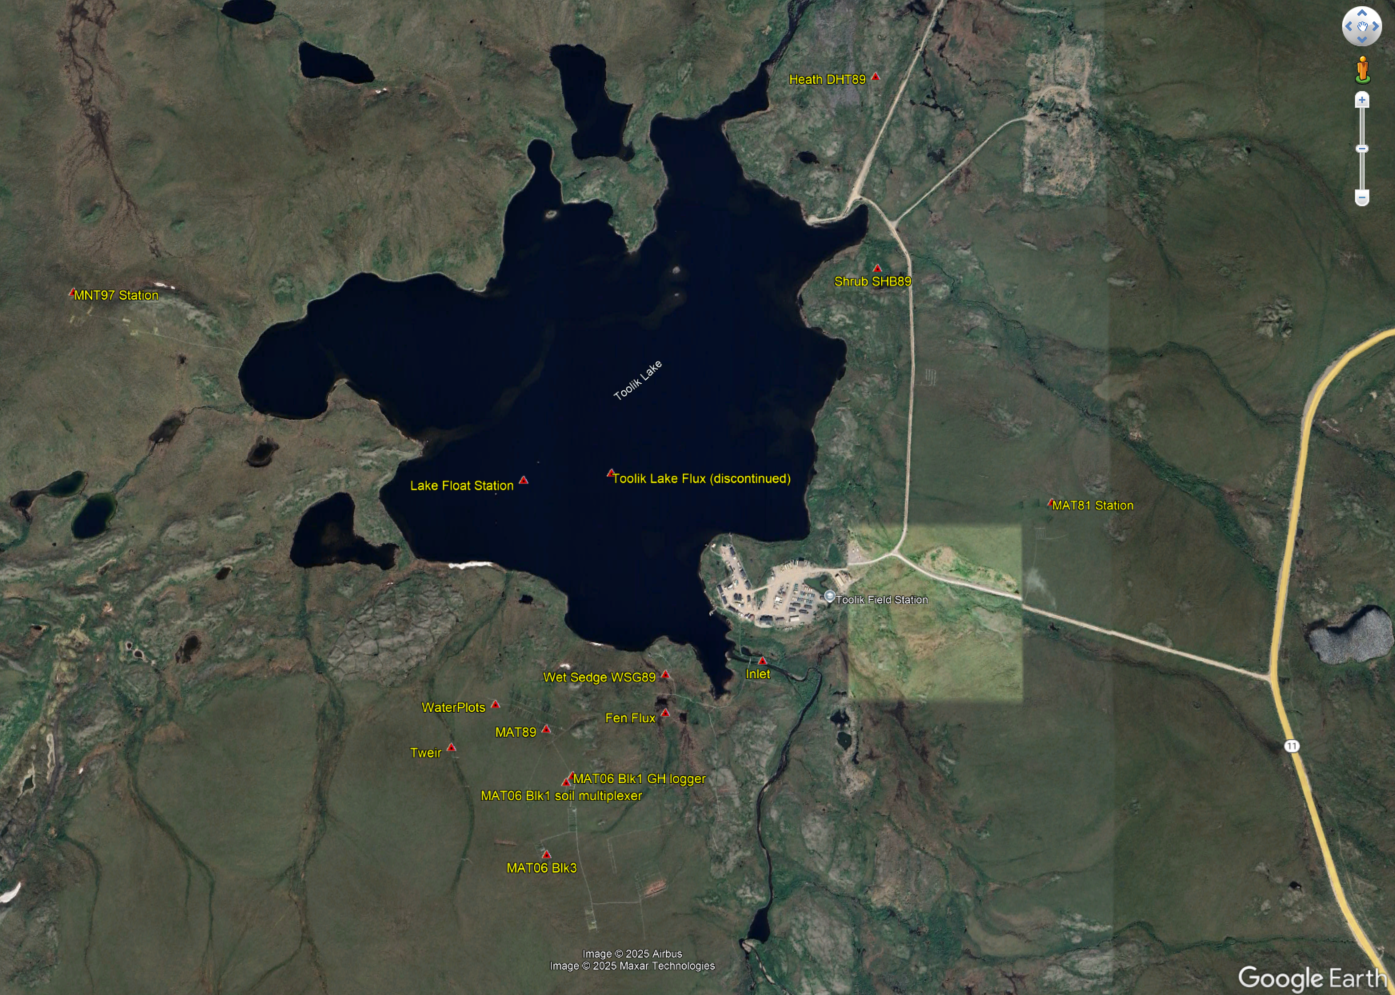 Heath DHT89
Shrub SHB89
MNT97 Station
Toolik Lake
Lake Float Station
Toolik Lake Flux (discontinued)
MAT81 Station
Toolik Field Station
Inlet
Wet Sedge WSG89
WaterPlots
Fen Flux
MAT89
Tweir
11
MAT06 Blk1 GH logger
MAT06 Blk1 soil multiplexer
MAT06 Blk3
Image © 2025 Airbus
Image © 2025 Maxar Technologies
Google Earth